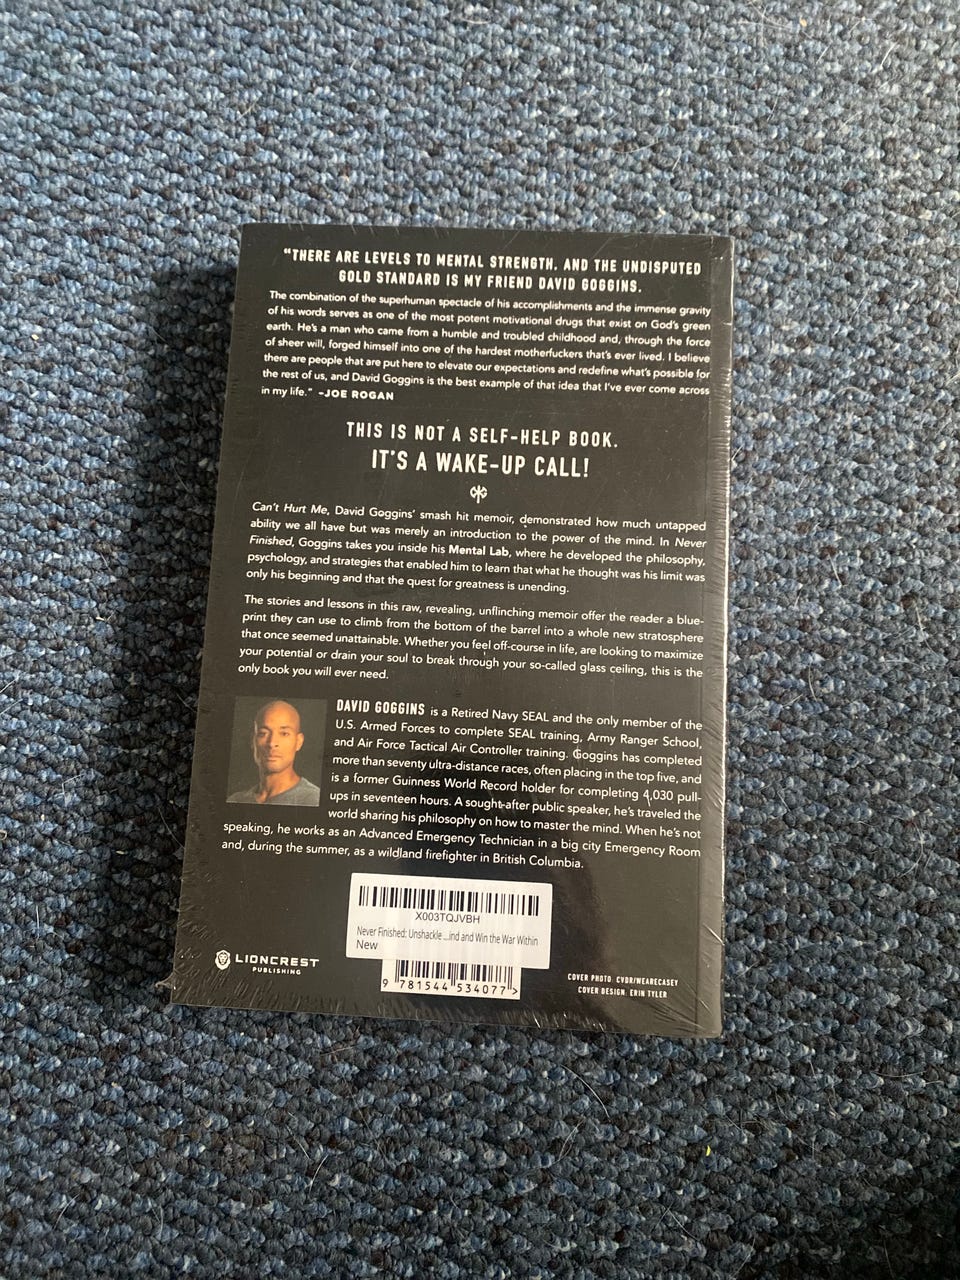 “THERE ARE LEVELS TO MENTAL STRENGTH, AND THE UNDISPUTED
GOLD STANDARD IS MY FRIEND DAVID GOGGINS.
The combination of the superhuman spectacle of his accomplishments and the immense gravity
of his words serves as one of the most potent motivational drugs that exist on God's green
earth. He's a man who came from a humble and troubled childhood and, through the force
of sheer will, forged himself into one of the hardest motherfuckers that's ever lived. I believe
there are people that are put here to elevate our expectations and redefine what's possible for
the rest of us, and David Goggins is the best example of that idea that I've ever come across
in my life.” -JOE ROGAN
THIS IS NOT A SELF-HELP BOOK.
IT'S A WAKE-UP CALL!
Can't Hurt Me, David Goggins' smash hit memoir, demonstrated how much untapped
ability we all have but was merely an introduction to the power of the mind. In Never
Finished, Goggins takes you inside his Mental Lab, where he developed the philosophy,
psychology, and strategies that enabled him to learn that what he thought was his limit was
only his beginning and that the quest for greatness is unending.
The stories and lessons in this raw, revealing, unflinching memoir offer the reader a blue-
print they can use to climb from the bottom of the barrel into a whole new stratosphere
that once seemed unattainable. Whether you feel off-course in life, are looking to maximize
your potential or drain your soul to break through your so-called glass ceiling, this is the
only book you will ever need.
DAVID GOGGINS is a Retired Navy SEAL and the only member of the
U.S. Armed Forces to complete SEAL training, Army Ranger School,
and Air Force Tactical Air Controller training. Goggins has completed
more than seventy ultra-distance races, often placing in the top five, and
is a former Guinness World Record holder for completing 4,030 pull-
ups in seventeen hours. A sought-after public speaker, he's traveled the
world sharing his philosophy on how to master the mind. When he's not
speaking, he works as an Advanced Emergency Technician in a big city Emergency Room
and, during the summer, as a wildland firefighter in British Columbia.
X003TQJVBH
Never Finished: Unshackle ...ind and Win the War Within
New
LIONCREST
PUBLISHING
9 781544 534077 >
COVER PHOTO: CVDR/WEARECASEY
COVER DESIGN: ERIN TYLER